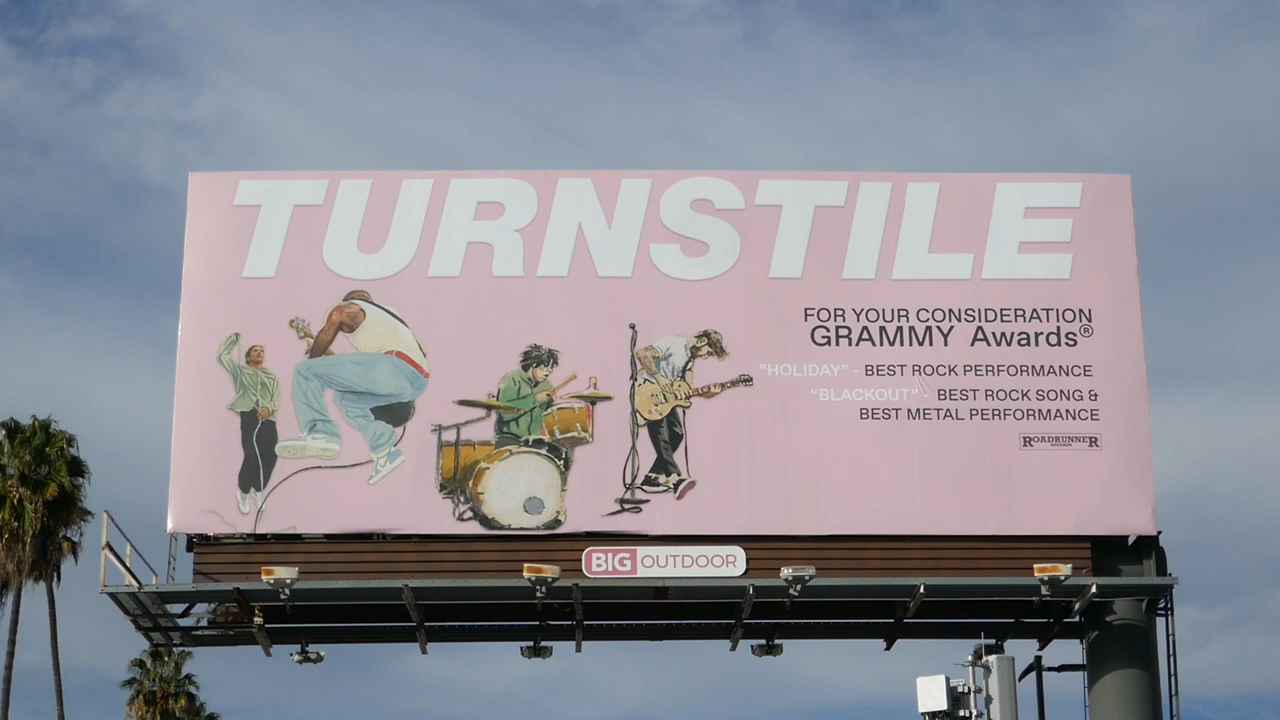 TURNSTILE
FOR YOUR CONSIDERATION
GRAMMY Awards®
“HOLIDAY” - BEST ROCK PERFORMANCE
“BLACKOUT” BEST ROCK SONG &
BEST METAL PERFORMANCE
ROADRUNNER
RECORDS
BIG OUTDOOR